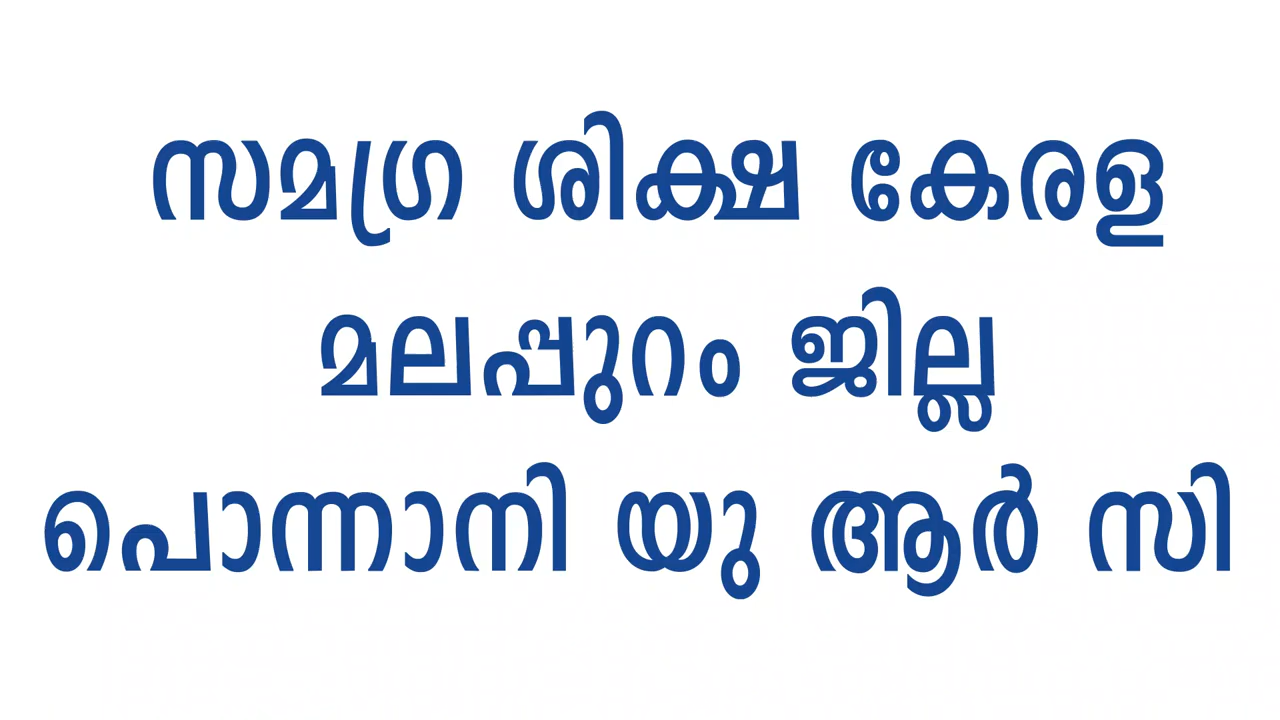 സമഗ്ര ശിക്ഷ കേരള
മലപ്പുറം ജില്ല
പൊന്നാനി യു ആർ സി